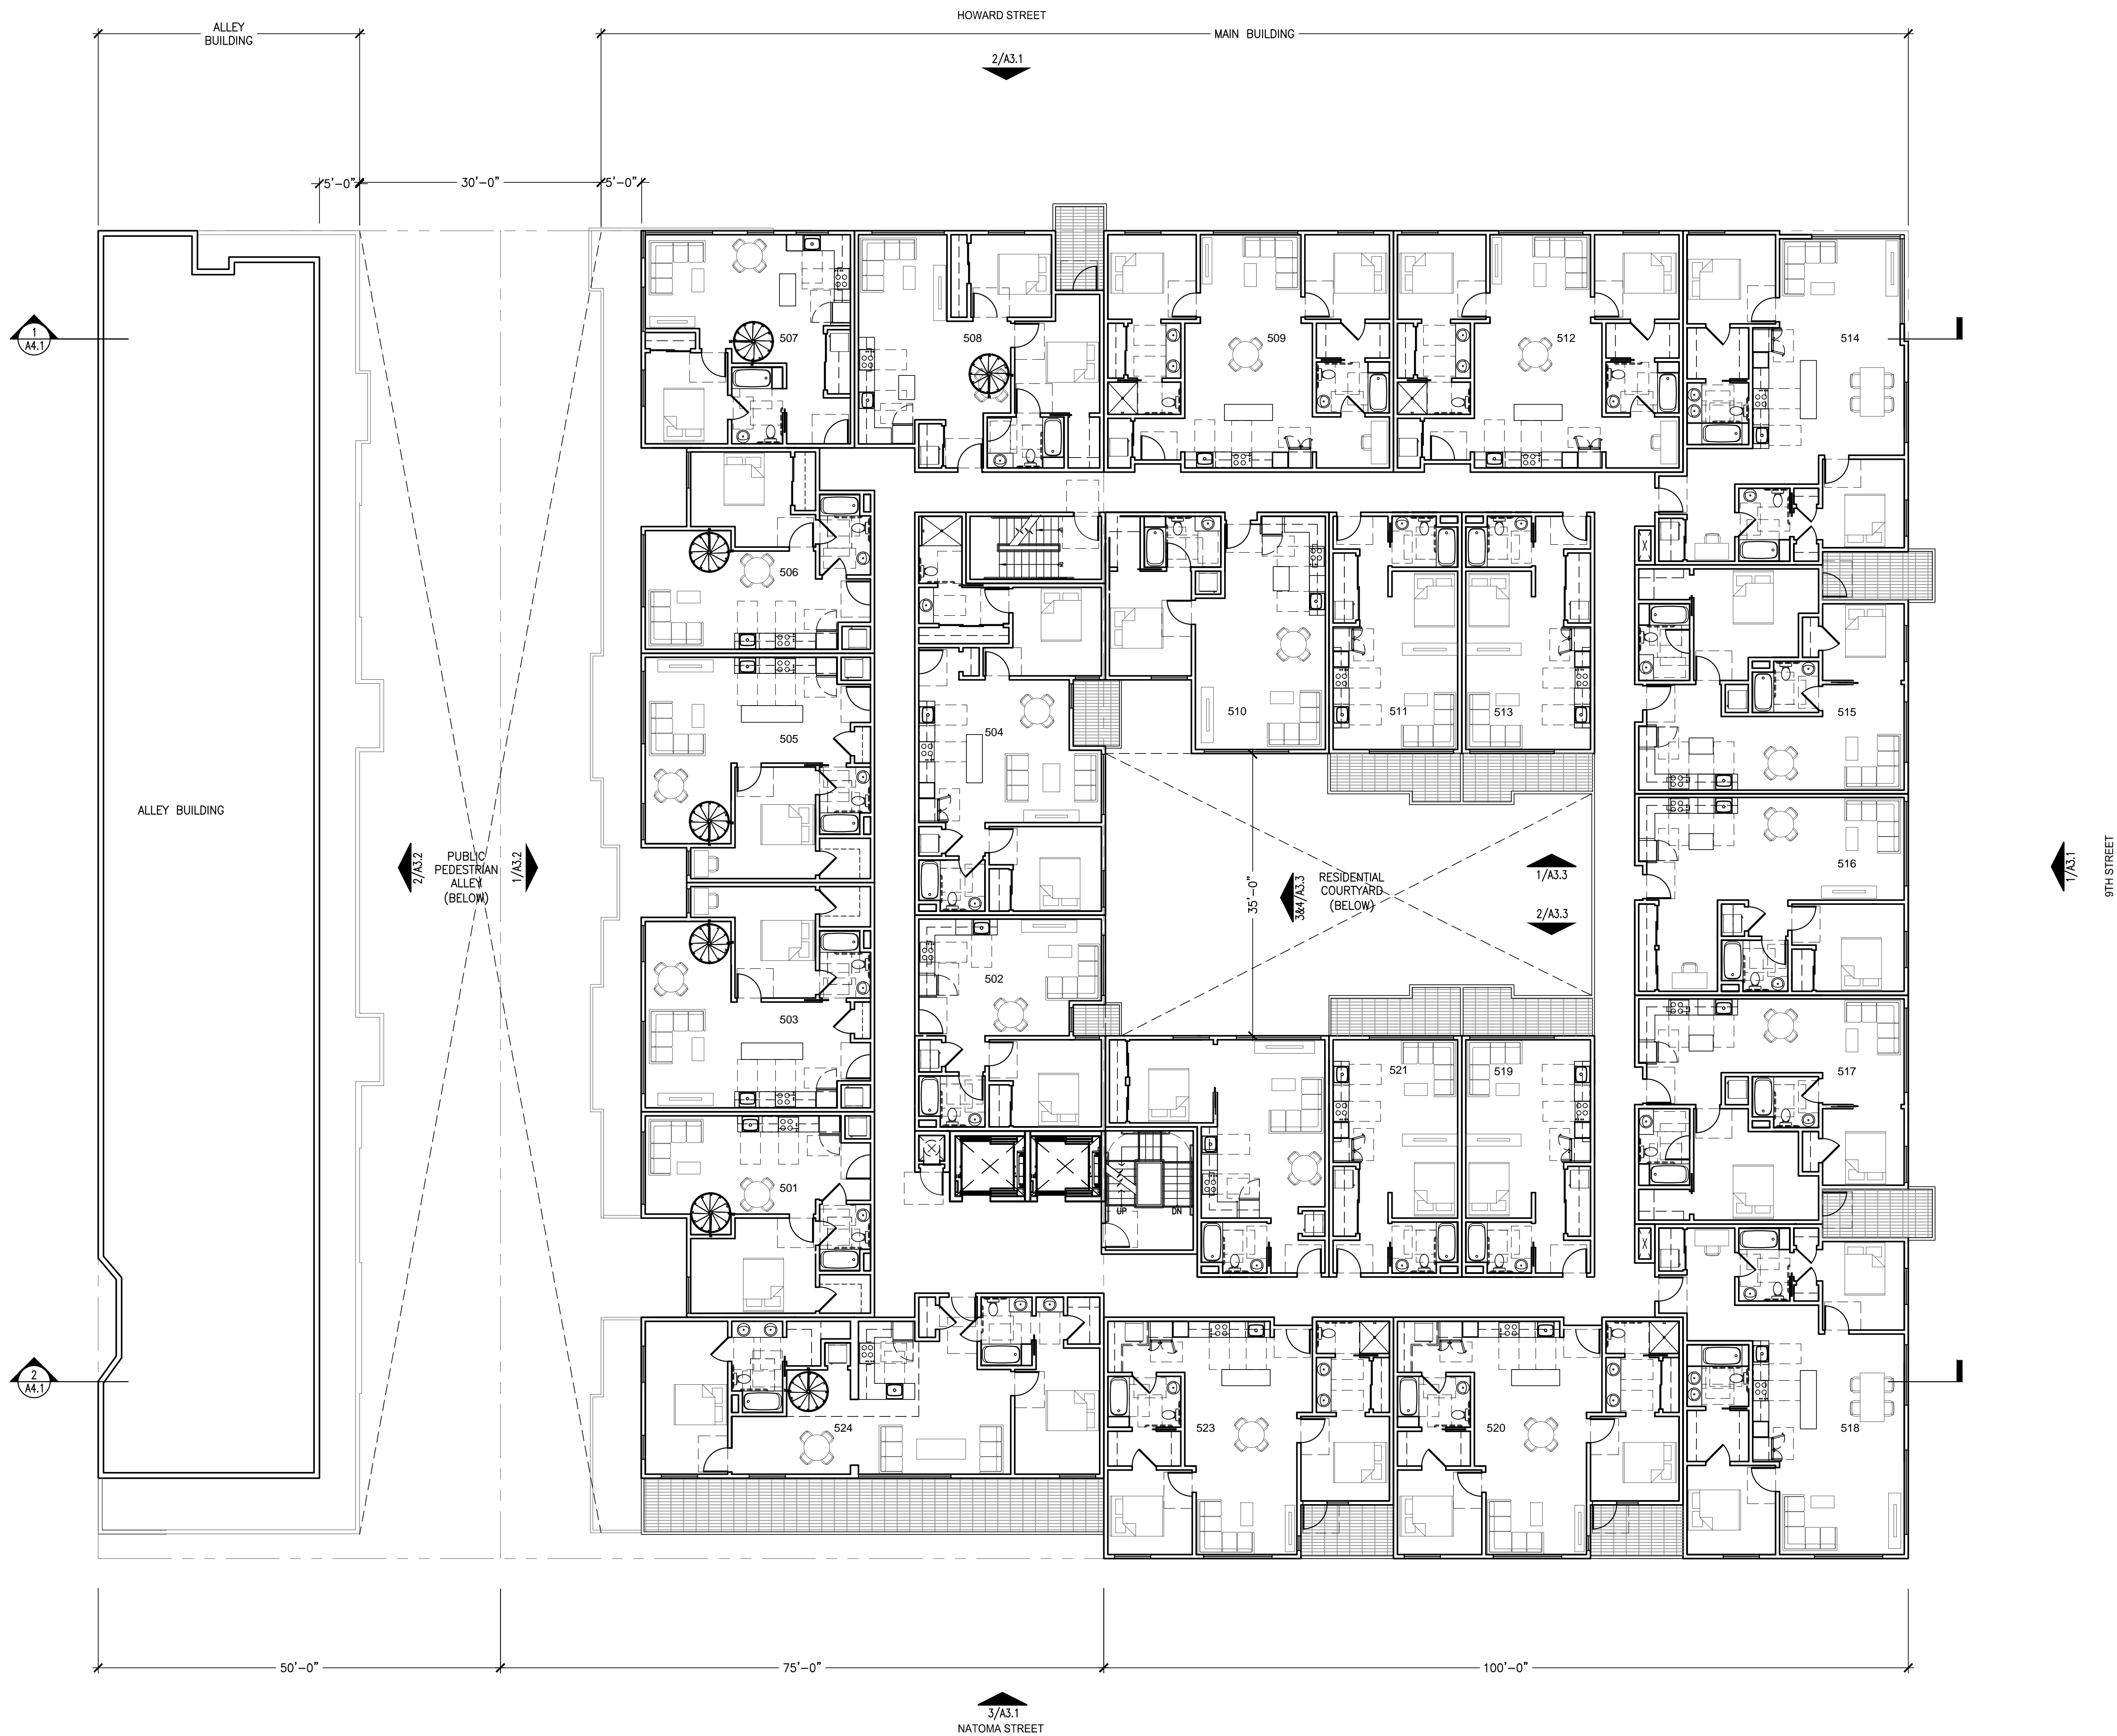 HOWARD STREET
ALLEY
BUILDING
MAIN BUILDING
2/A3.1
5'-0"
30'-0"
5'-0"
1
A4.1
507
508
509
512
514
506
510
511
513
515
505
504
ALLEY BUILDING
2/A3.2
PUBLIC
PEDESTRIAN
ALLEY
(BELOW)
1/A3.2
35'-0"
3&4/A3.3
RESIDENTIAL
COURTYARD
(BELOW)
1/A3.3
2/A3.3
516
1/A3.1
9TH STREET
502
503
521
519
517
501
UP
DN
2
A4.1
524
523
520
518
50'-0"
75'-0"
100'-0"
3/A3.1
NATOMA STREET